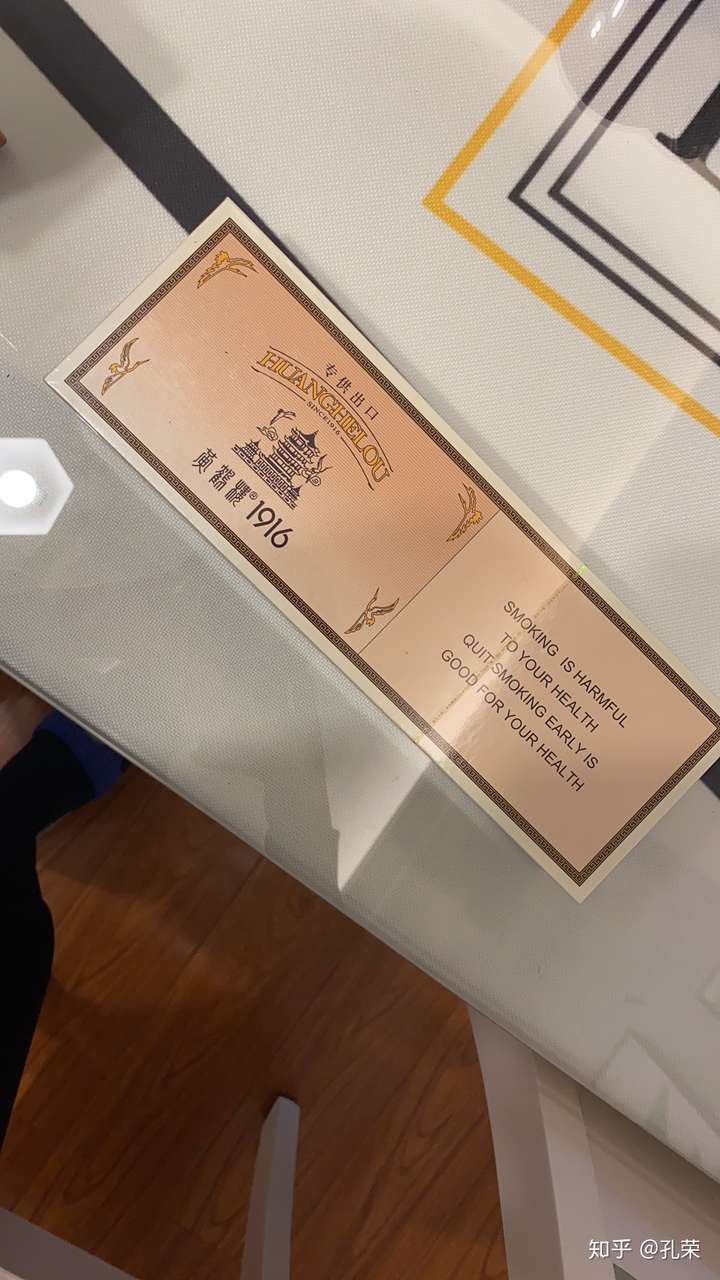 专供出口
HUANGHELOU
SINCE1916
黄鹤楼®1916
SMOKING IS HARMFUL
TO YOUR HEALTH
QUIT SMOKING EARLY IS
GOOD FOR YOUR HEALTH
知乎 @孔荣